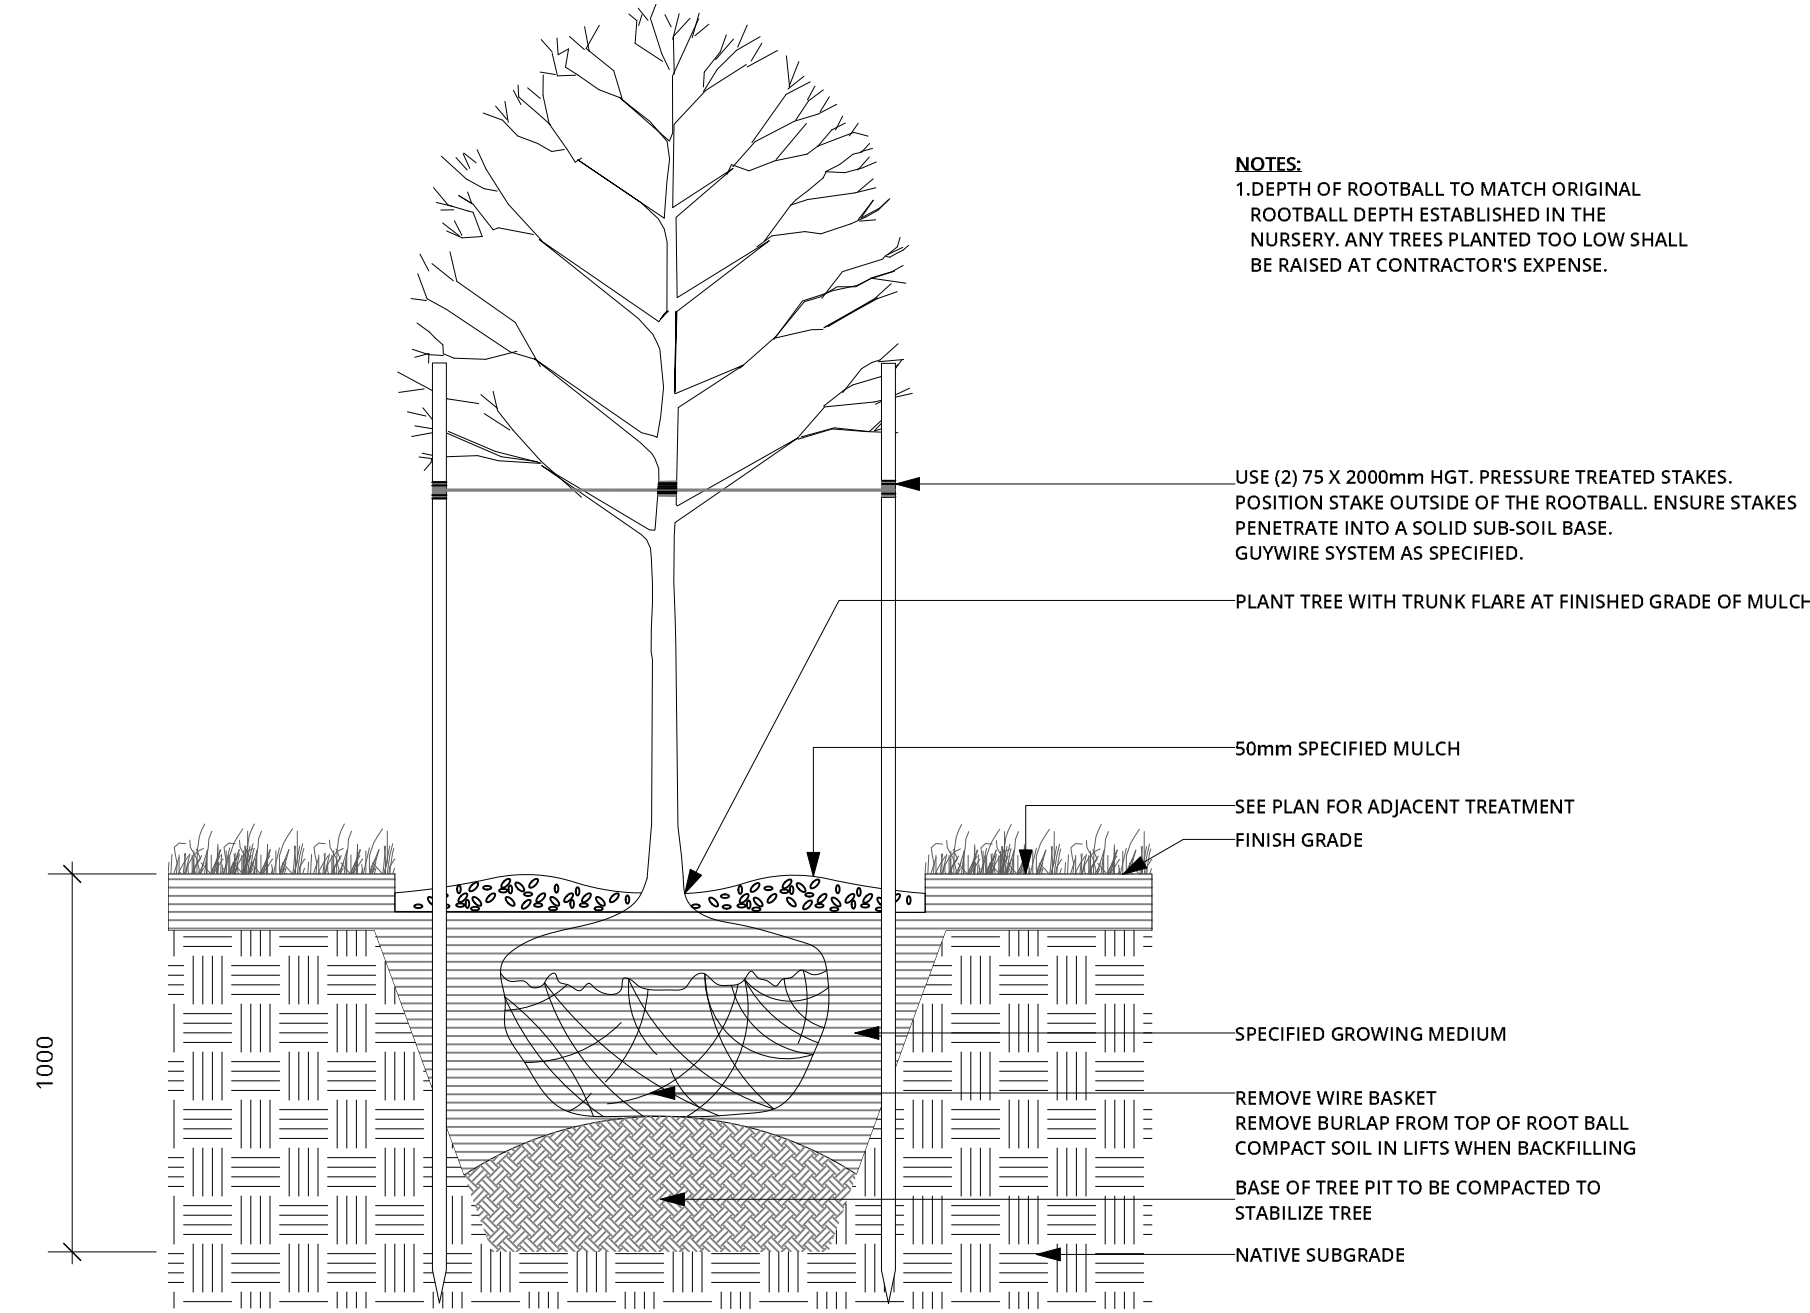 NOTES:
1.DEPTH OF ROOTBALL TO MATCH ORIGINAL
ROOTBALL DEPTH ESTABLISHED IN THE
NURSERY. ANY TREES PLANTED TOO LOW SHALL
BE RAISED AT CONTRACTOR'S EXPENSE.
USE (2) 75 X 2000mm HGT. PRESSURE TREATED STAKES.
POSITION STAKE OUTSIDE OF THE ROOTBALL. ENSURE STAKES
PENETRATE INTO A SOLID SUB-SOIL BASE.
GUYWIRE SYSTEM AS SPECIFIED.
PLANT TREE WITH TRUNK FLARE AT FINISHED GRADE OF MULCH
50mm SPECIFIED MULCH
SEE PLAN FOR ADJACENT TREATMENT
FINISH GRADE
1000
SPECIFIED GROWING MEDIUM
REMOVE WIRE BASKET
REMOVE BURLAP FROM TOP OF ROOT BALL
COMPACT SOIL IN LIFTS WHEN BACKFILLING
BASE OF TREE PIT TO BE COMPACTED TO
STABILIZE TREE
NATIVE SUBGRADE